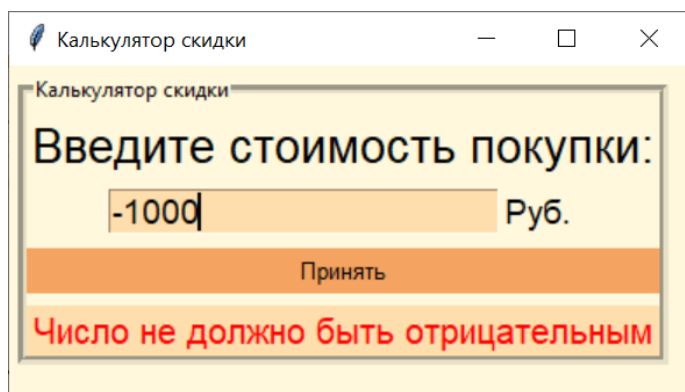 Калькулятор скидки
Калькулятор скидки
Введите стоимость покупки:
-1000 Руб.
Принять
Число не должно быть отрицательным